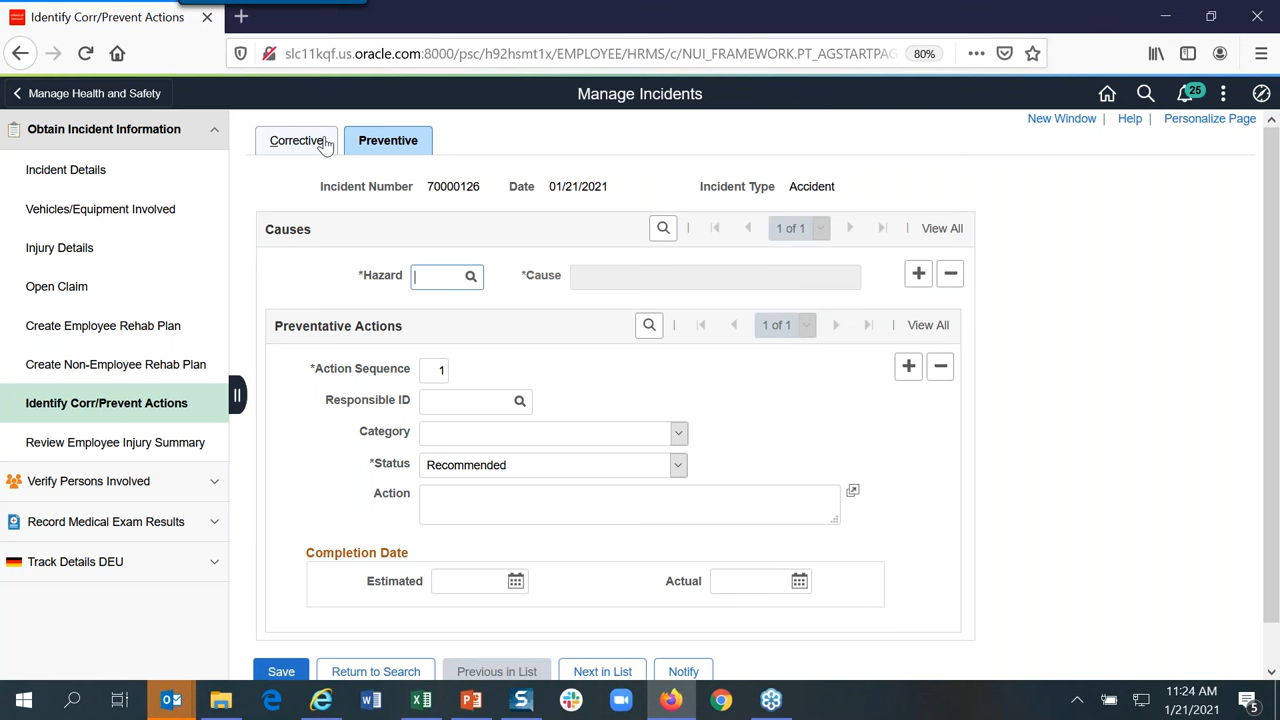 Identify Corr/Prevent Actions
slc11kqf.us.oracle.com:8000/psc/h92hsmt1x/EMPLOYEE/HRMS/c/NUI_FRAMEWORK.PT_AGSTARTPAG
80%
Manage Health and Safety
Manage Incidents
25
New Window | Help | Personalize Page
Obtain Incident Information
Incident Details
Vehicles/Equipment Involved
Injury Details
Open Claim
Create Employee Rehab Plan
Create Non-Employee Rehab Plan
Identify Corr/Prevent Actions
Review Employee Injury Summary
Verify Persons Involved
Record Medical Exam Results
Track Details DEU
Corrective
Preventive
Incident Number 70000126 Date 01/21/2021 Incident Type Accident
Causes
1 of 1
View All
*Hazard
*Cause
Preventative Actions
1 of 1
View All
*Action Sequence 1
Responsible ID
Category
*Status Recommended
Action
Completion Date
Estimated
Actual
Save
Return to Search
Previous in List
Next in List
Notify
11:24 AM
1/21/2021
5